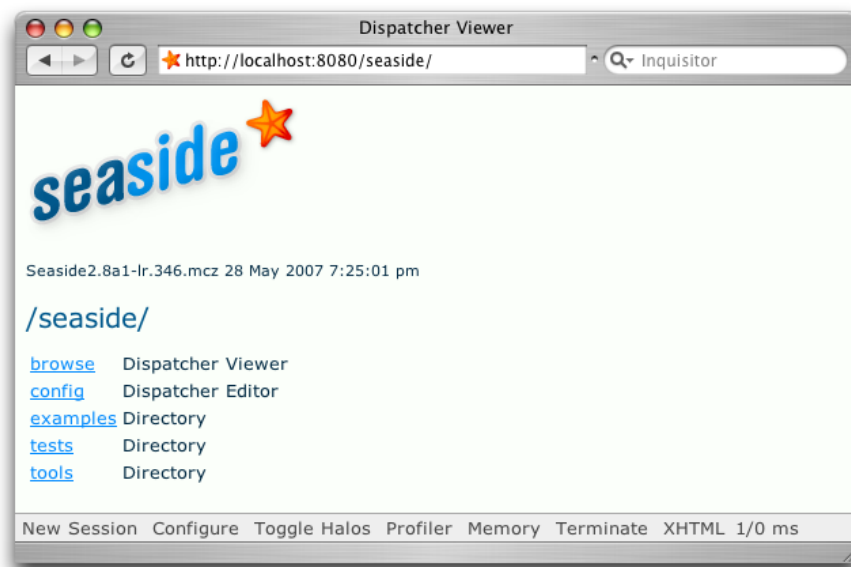 Dispatcher Viewer
http://localhost:8080/seaside/
Inquisitor
seaside
Seaside2.8a1-lr.346.mcz 28 May 2007 7:25:01 pm
/seaside/
browse Dispatcher Viewer
config Dispatcher Editor
examples Directory
tests Directory
tools Directory
New Session Configure Toggle Halos Profiler Memory Terminate XHTML 1/0 ms